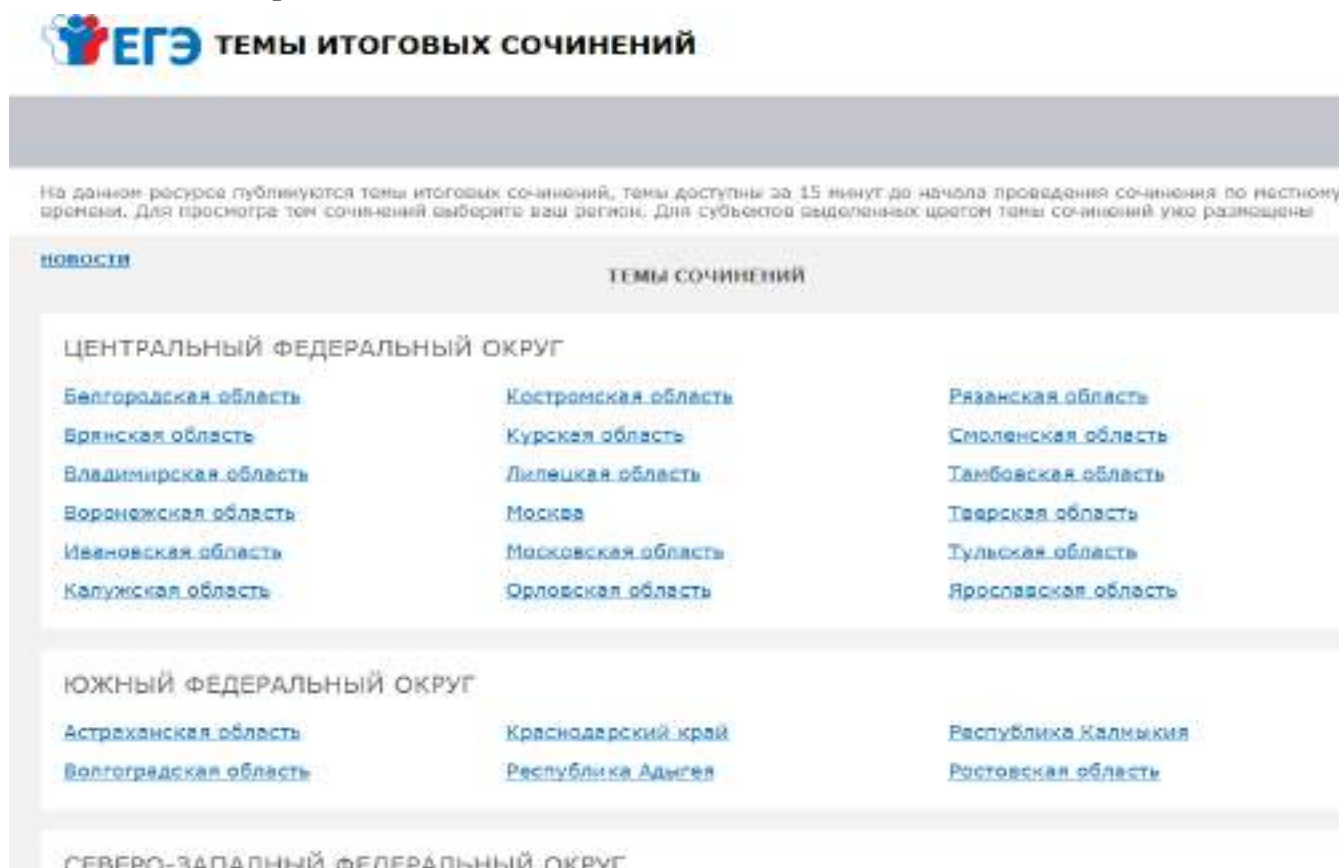 ЕГЭ ТЕМЫ ИТОГОВЫХ СОЧИНЕНИЙ
На данном ресурсе публикуются темы итоговых сочинений, темы доступны за 15 минут до начала проведения сочинения по местному
времени. Для просмотра тем сочинений выберите ваш регион. Для субъектов выделенных цветом темы сочинений уже размещены
новости
ТЕМЫ СОЧИНЕНИЙ
ЦЕНТРАЛЬНЫЙ ФЕДЕРАЛЬНЫЙ ОКРУГ
Белгородская область Костромская область Рязанская область
Брянская область Курская область Смоленская область
Владимирская область Липецкая область Тамбовская область
Воронежская область Москва Тверская область
Ивановская область Московская область Тульская область
Калужская область Орловская область Ярославская область
ЮЖНЫЙ ФЕДЕРАЛЬНЫЙ ОКРУГ
Астраханская область Краснодарский край Республика Калмыкия
Волгоградская область Республика Адыгея Ростовская область
СЕВЕРО-ЗАПАДНЫЙ ФЕДЕРАЛЬНЫЙ ОКРУГ